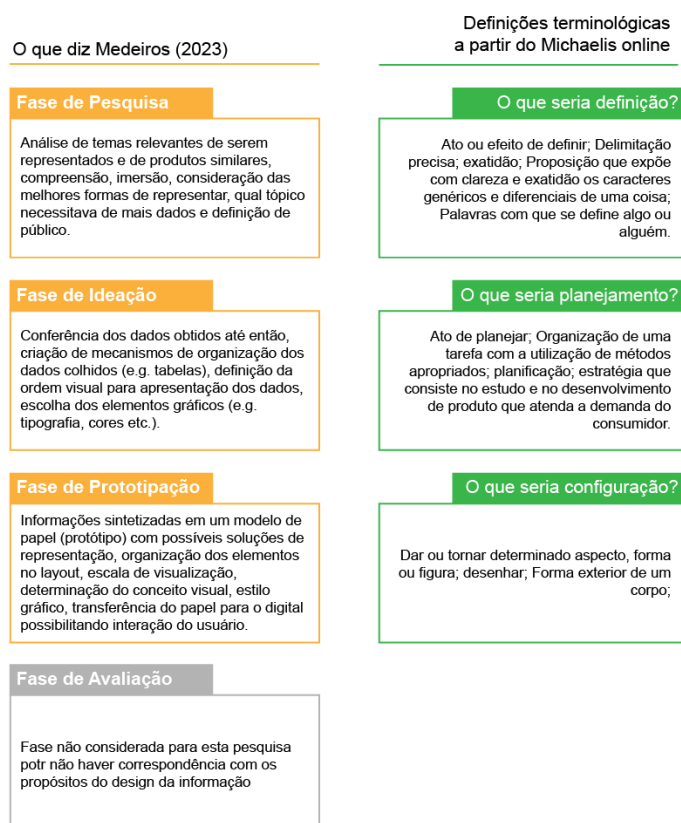 O que diz Medeiros (2023)
Fase de Pesquisa
Análise de temas relevantes de serem
representados e de produtos similares,
compreensão, imersão, consideração das
melhores formas de representar, qual tópico
necessitava de mais dados e definição de
público.
Fase de Ideação
Conferência dos dados obtidos até então,
criação de mecanismos de organização dos
dados colhidos (e.g. tabelas), definição da
ordem visual para apresentação dos dados,
escolha dos elementos gráficos (e.g.
tipografia, cores etc.).
Fase de Prototipação
Informações sintetizadas em um modelo de
papel (protótipo) com possíveis soluções de
representação, organização dos elementos
no layout, escala de visualização,
determinação do conceito visual, estilo
gráfico, transferência do papel para o digital
possibilitando interação do usuário.
Fase de Avaliação
Fase não considerada para esta pesquisa
potr não haver correspondência com os
propósitos do design da informação
Definições terminológicas
a partir do Michaelis online
O que seria definição?
Ato ou efeito de definir; Delimitação
precisa; exatidão; Proposição que expõe
com clareza e exatidão os caracteres
genéricos e diferenciais de uma coisa;
Palavras com que se define algo ou
alguém.
O que seria planejamento?
Ato de planejar; Organização de uma
tarefa com a utilização de métodos
apropriados; planificação; estratégia que
consiste no estudo e no desenvolvimento
de produto que atenda a demanda do
consumidor.
O que seria configuração?
Dar ou tornar determinado aspecto, forma
ou figura; desenhar; Forma exterior de um
corpo;